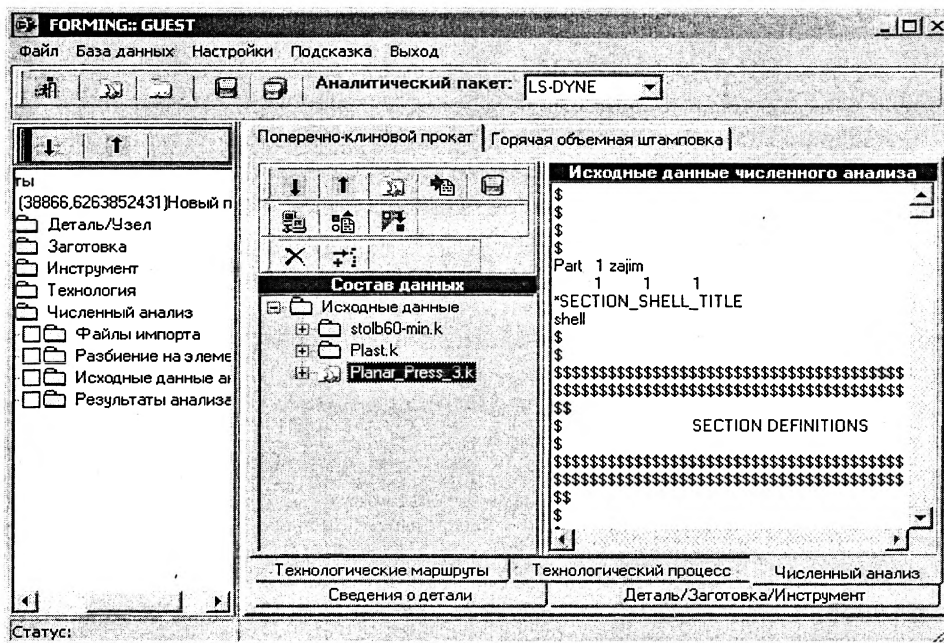 FORMING:: GUEST
Файл База данных Настройки Подсказка Выход
Аналитический пакет: LS-DYNE
ты
(38866,6263852431)Новый п
Деталь/Узел
Заготовка
Инструмент
Технология
Численный анализ
Файлы импорта
Разбиение на элеме
Исходные данные ан
Результаты анализа
Поперечно-клиновой прокат Горячая объемная штамповка
Состав данных
Исходные данные
stolb60-min.k
Plast.k
Planar_Press_3.k
Исходные данные численного анализа
$
$
$
$
Part 1 zajim
1 1 1
*SECTION_SHELL_TITLE
shell
$
$
$$$$$$$$$$$$$$$$$$$$$$$$$$$$$$$$$$$$$$$
$$$$$$$$$$$$$$$$$$$$$$$$$$$$$$$$$$$$$$$
$$
$ SECTION DEFINITIONS
$
$$$$$$$$$$$$$$$$$$$$$$$$$$$$$$$$$$$$$$$
$$$$$$$$$$$$$$$$$$$$$$$$$$$$$$$$$$$$$$$
$$
$
Технологические маршруты Технологический процесс Численный анализ
Сведения о детали Деталь/Заготовка/Инструмент
Статус: